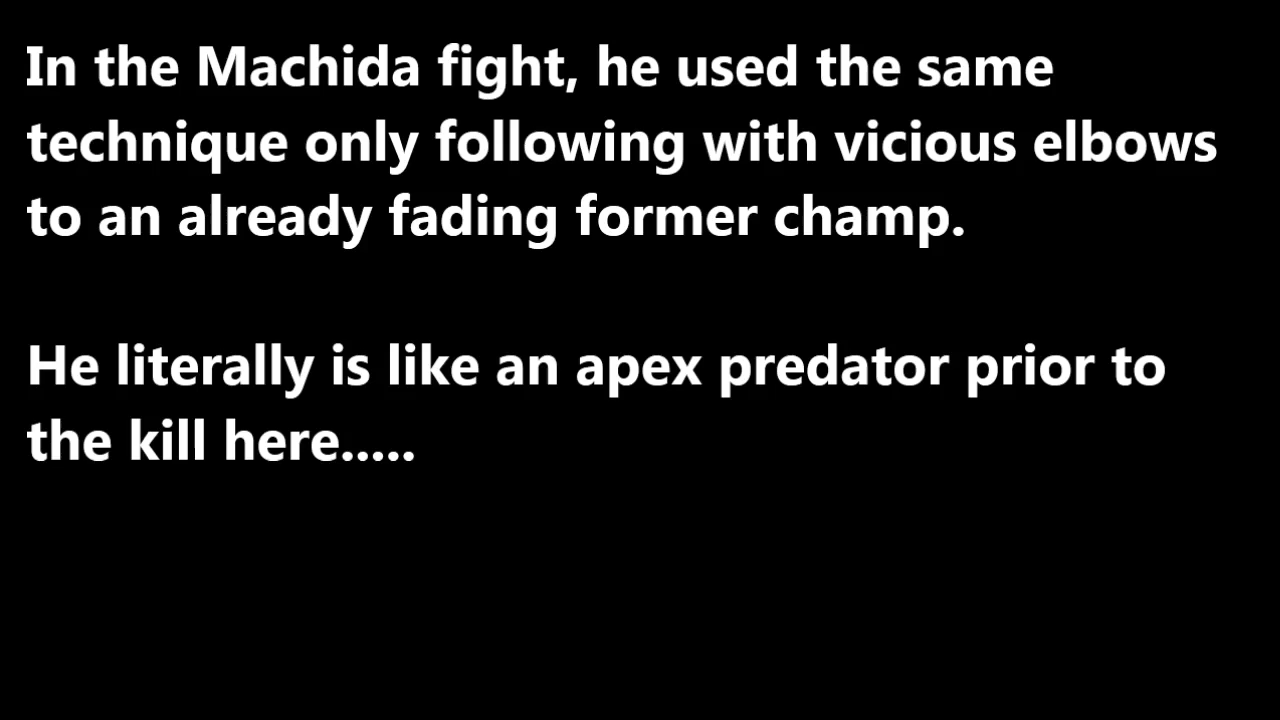 In the Machida fight, he used the same
technique only following with vicious elbows
to an already fading former champ.
He literally is like an apex predator prior to
the kill here.....